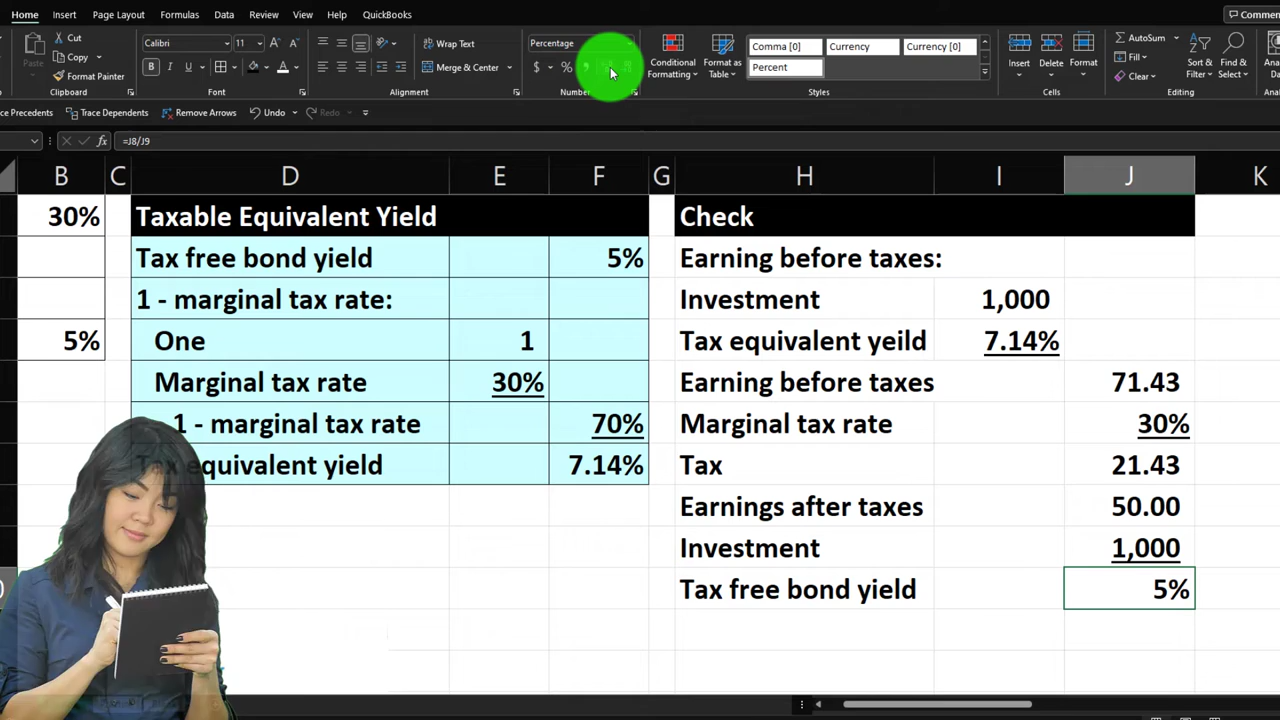 Home Insert Page Layout Formulas Data Review View Help QuickBooks
Cut Calibri 11 Wrap Text Percentage Comma [0] Currency Currency [0] AutoSum
Paste Copy Fill
Format Painter B I U Merge & Center $ % Conditional Formatting Format as Table Percent Insert Delete Format Clear Sort & Filter Find & Select
Clipboard Font Alignment Styles Cells Editing
Trace Dependents Remove Arrows Undo Redo
fx =J8/J9
B C D E F G H I J K
30% Taxable Equivalent Yield Check
Tax free bond yield 5% Earning before taxes:
1 - marginal tax rate: Investment 1,000
5% One 1 Tax equivalent yeild 7.14%
Marginal tax rate 30% Earning before taxes 71.43
1 - marginal tax rate 70% Marginal tax rate 30%
equivalent yield 7.14% Tax 21.43
Earnings after taxes 50.00
Investment 1,000
Tax free bond yield 5%